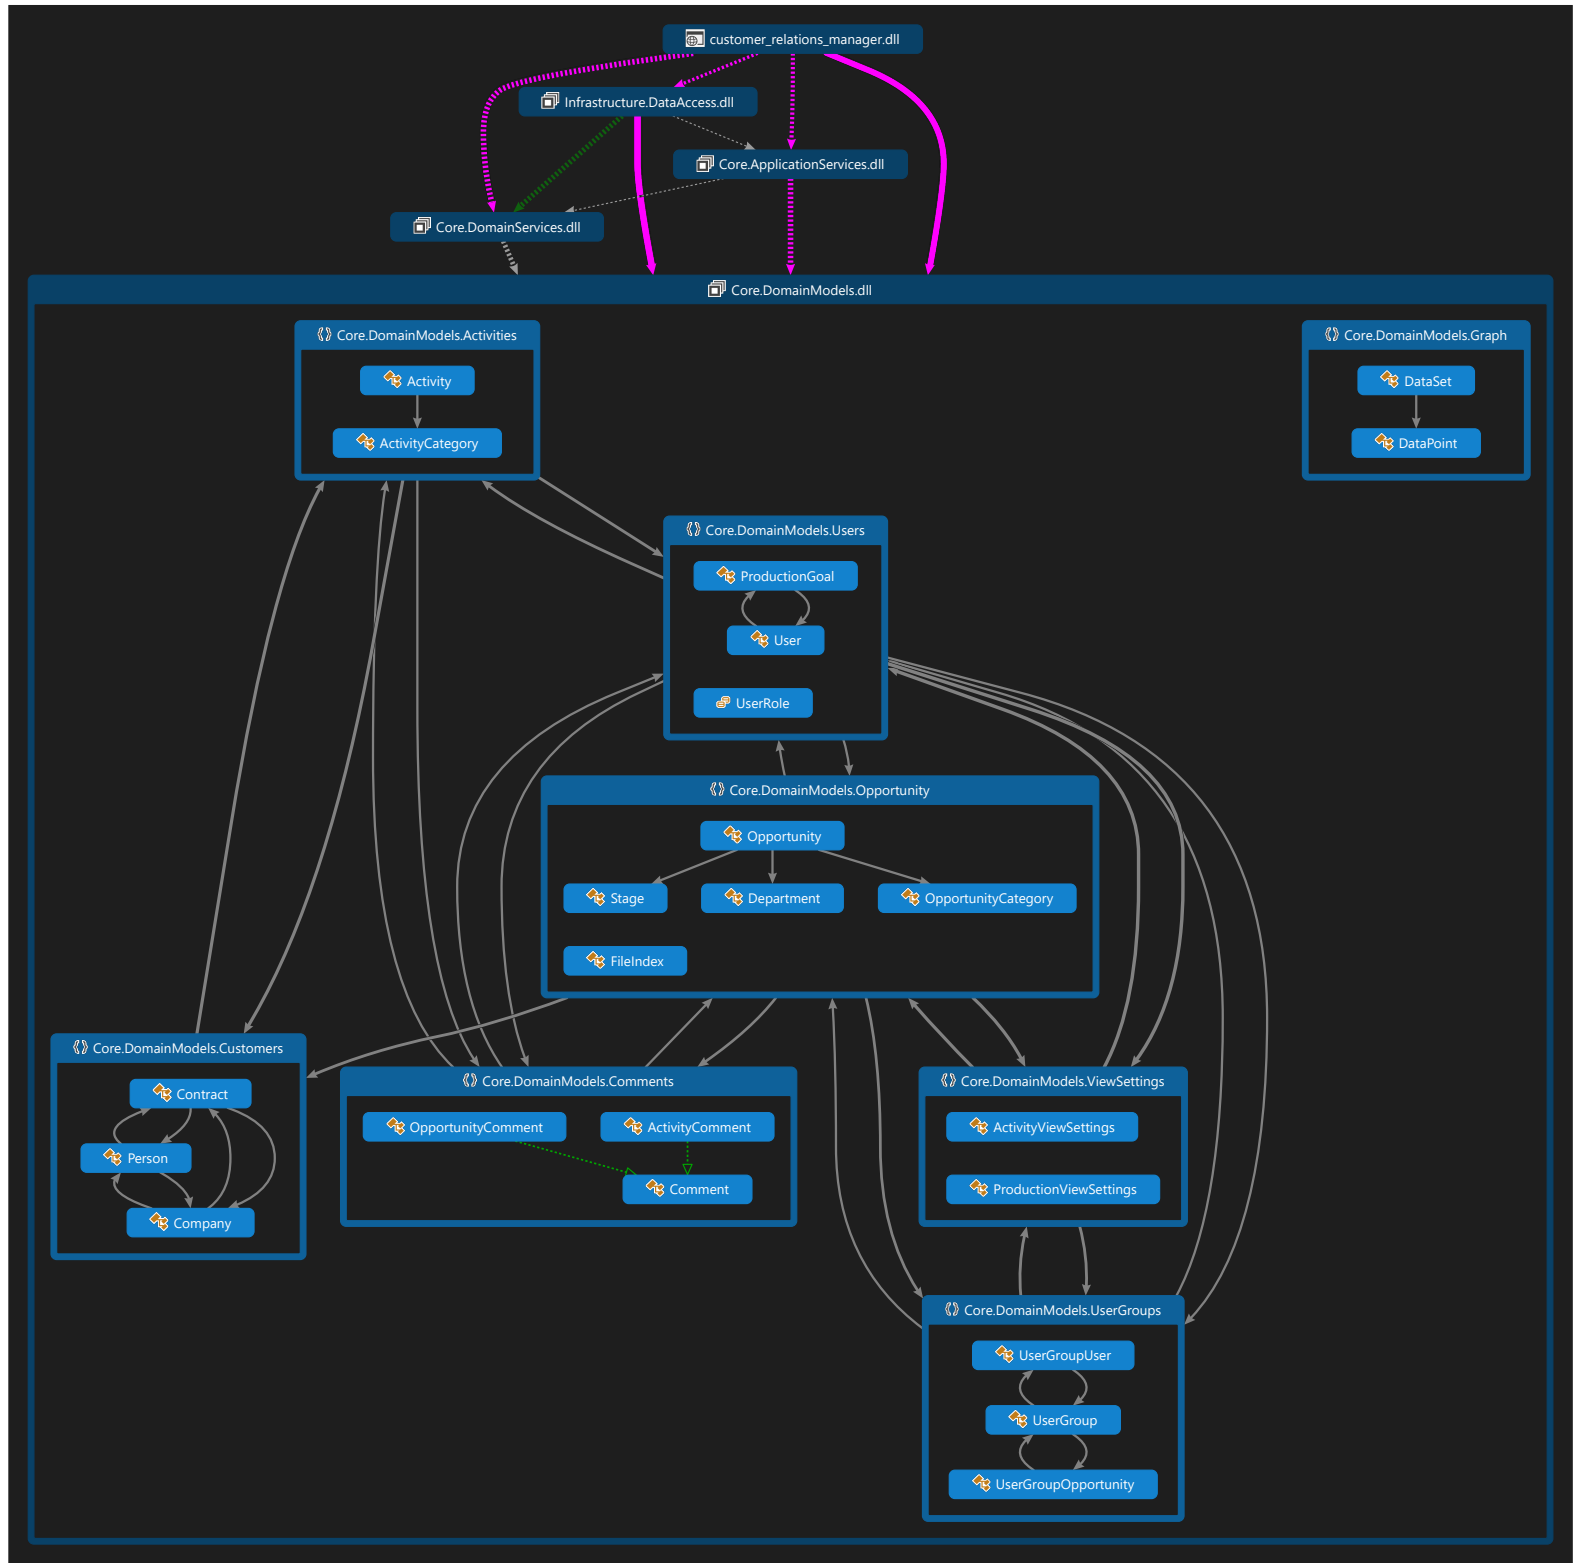 customer_relations_manager.dll
Infrastructure.DataAccess.dll
Core.ApplicationServices.dll
Core.DomainServices.dll
Core.DomainModels.dll
Core.DomainModels.Activities
Activity
ActivityCategory
Core.DomainModels.Graph
DataSet
DataPoint
Core.DomainModels.Users
ProductionGoal
User
UserRole
Core.DomainModels.Opportunity
Opportunity
Stage
Department
OpportunityCategory
FileIndex
Core.DomainModels.Customers
Contract
Person
Company
Core.DomainModels.Comments
OpportunityComment
ActivityComment
Comment
Core.DomainModels.ViewSettings
ActivityViewSettings
ProductionViewSettings
Core.DomainModels.UserGroups
UserGroupUser
UserGroup
UserGroupOpportunity